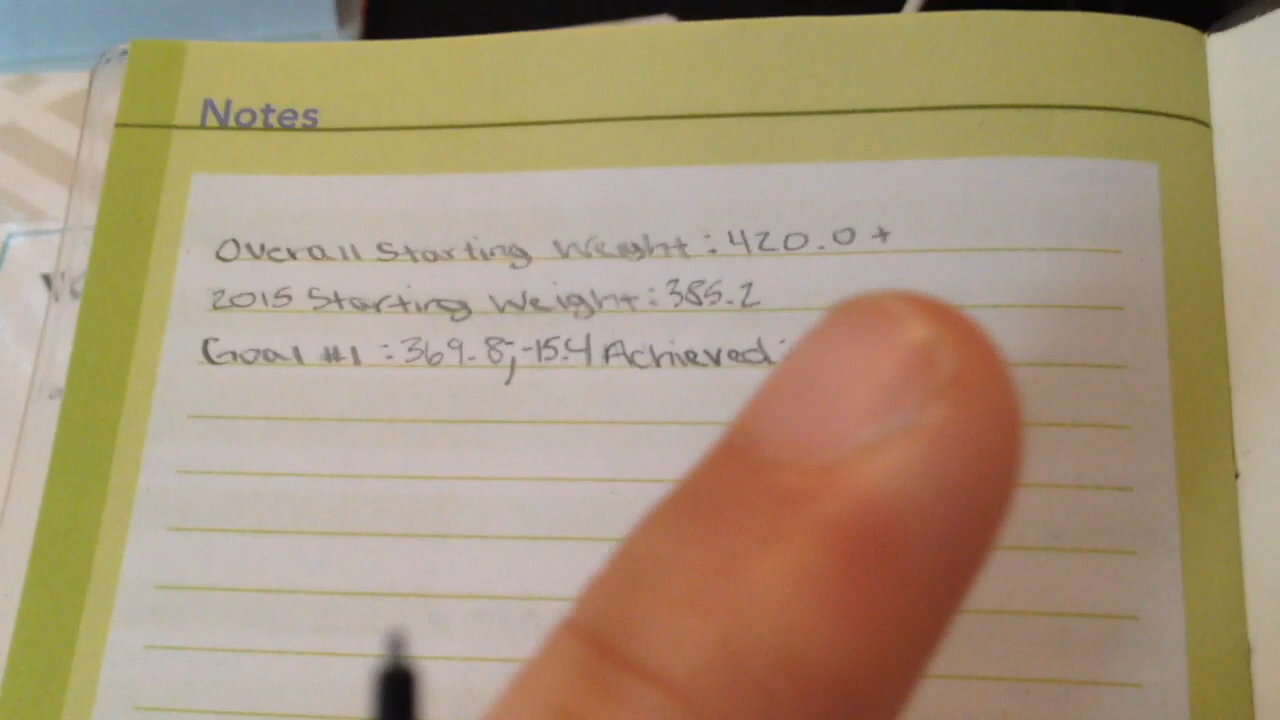 Notes
Overall Starting Weight: 420.0 +
2015 Starting Weight: 385.2
Goal #1: 369.8; -15.4 Achieved: